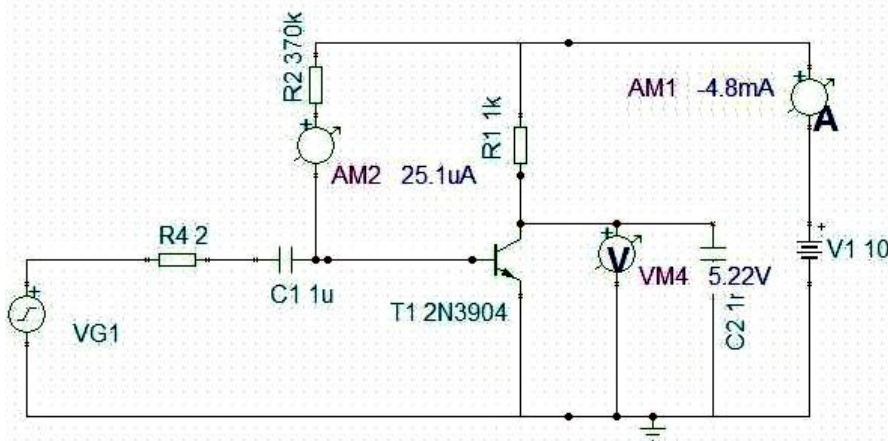 R2 370k
AM1 -4.8mA
A
R1 1k
AM2 25.1uA
R4 2
C1 1u
V
VM4 5.22V
V1 10
T1 2N3904
VG1
C2